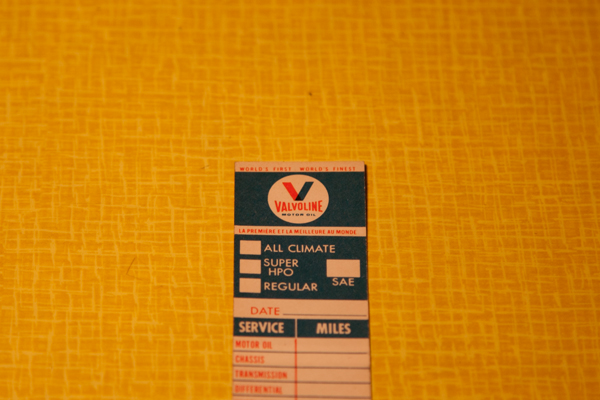 WORLD'S FIRST - WORLD'S FINEST
V
VALVOLINE
MOTOR OIL
LA PREMIERE ET LA MEILLEURE AU MONDE
ALL CLIMATE
SUPER
HPO
REGULAR
SAE
DATE
SERVICE MILES
MOTOR OIL
CHASSIS
TRANSMISSION
DIFFERENTIAL